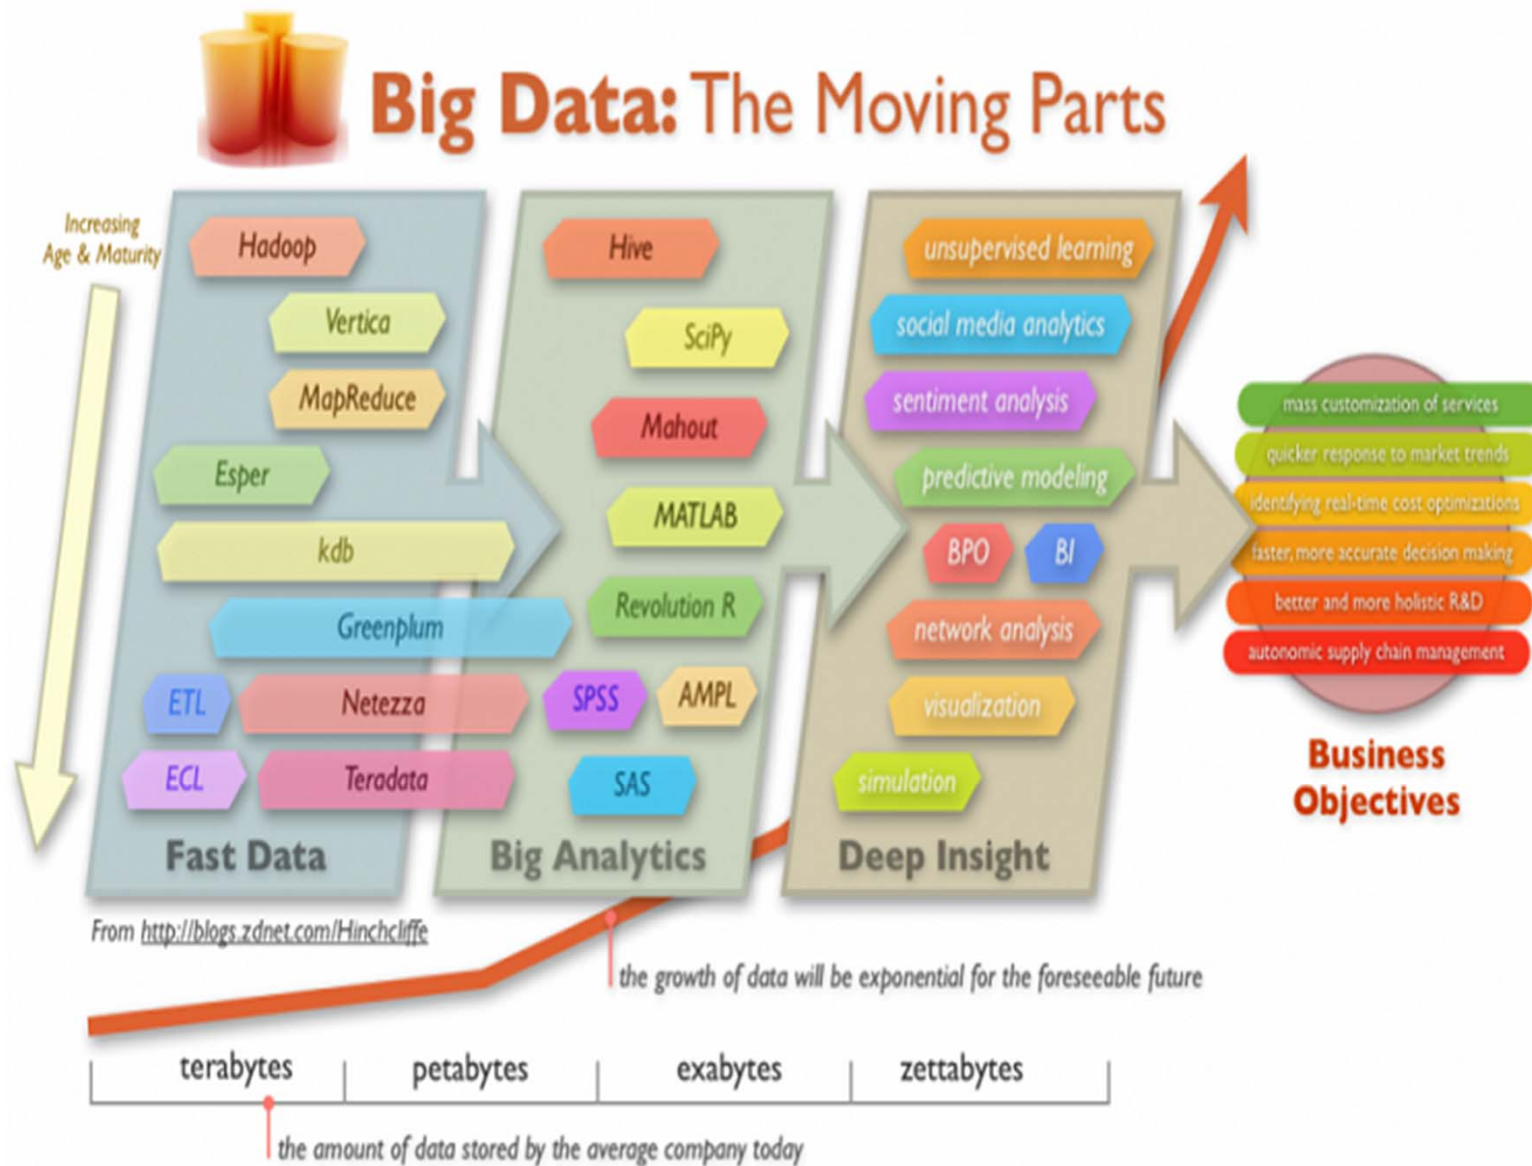 Big Data: The Moving Parts
Increasing
Age & Maturity
Hadoop
Vertica
MapReduce
Esper
kdb
Greenplum
ETL
Netezza
ECL
Teradata
Fast Data
Hive
SciPy
Mahout
MATLAB
Revolution R
SPSS
AMPL
SAS
Big Analytics
unsupervised learning
social media analytics
sentiment analysis
predictive modeling
BPO
BI
network analysis
visualization
simulation
Deep Insight
mass customization of services
quicker response to market trends
identifying real-time cost optimizations
faster, more accurate decision making
better and more holistic R&D
autonomic supply chain management
Business
Objectives
From http://blogs.zdnet.com/Hinchcliffe
the growth of data will be exponential for the foreseeable future
terabytes
petabytes
exabytes
zettabytes
the amount of data stored by the average company today